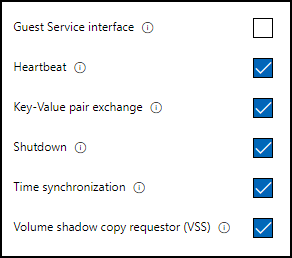 Guest Service interface
Heartbeat
Key-Value pair exchange
Shutdown
Time synchronization
Volume shadow copy requestor (VSS)